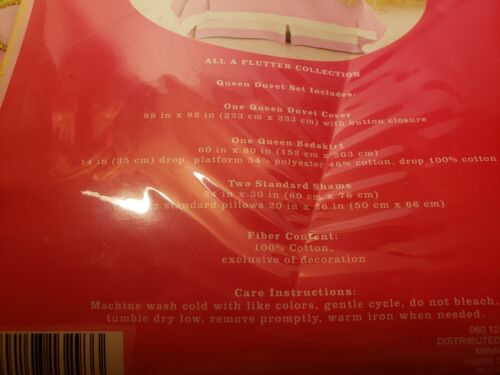 ALL A FLUTTER COLLECTION
Queen Duvet Set Includes:
One Queen Duvet Cover
88 in x 92 in (223 cm x 233 cm) with button closure
One Queen Bedskirt
60 in x 80 in (152 cm x 203 cm)
14 in (35 cm) drop, platform 54% polyester 46% cotton, drop 100% cotton
Two Standard Shams
24 in x 30 in (60 cm x 76 cm)
standard pillows 20 in x 26 in (50 cm x 66 cm)
Fiber Content:
100% Cotton,
exclusive of decoration
Care Instructions:
Machine wash cold with like colors, gentle cycle, do not bleach,
tumble dry low, remove promptly, warm iron when needed.
060 12
DISTRIBUTED
MINN